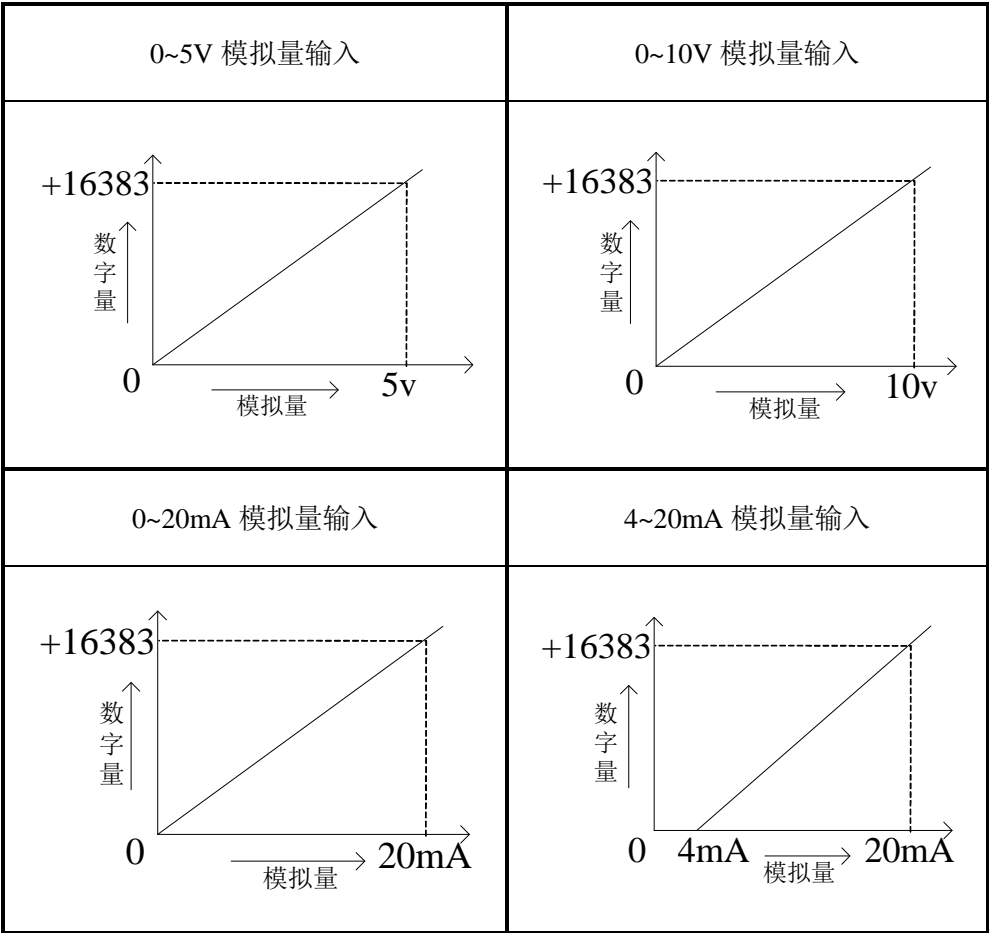 0~5V 模拟量输入
0~10V 模拟量输入
+16383
数字量
0
5v
模拟量
+16383
数字量
0
10v
模拟量
0~20mA 模拟量输入
4~20mA 模拟量输入
+16383
数字量
0
20mA
模拟量
+16383
数字量
0
4mA
20mA
模拟量